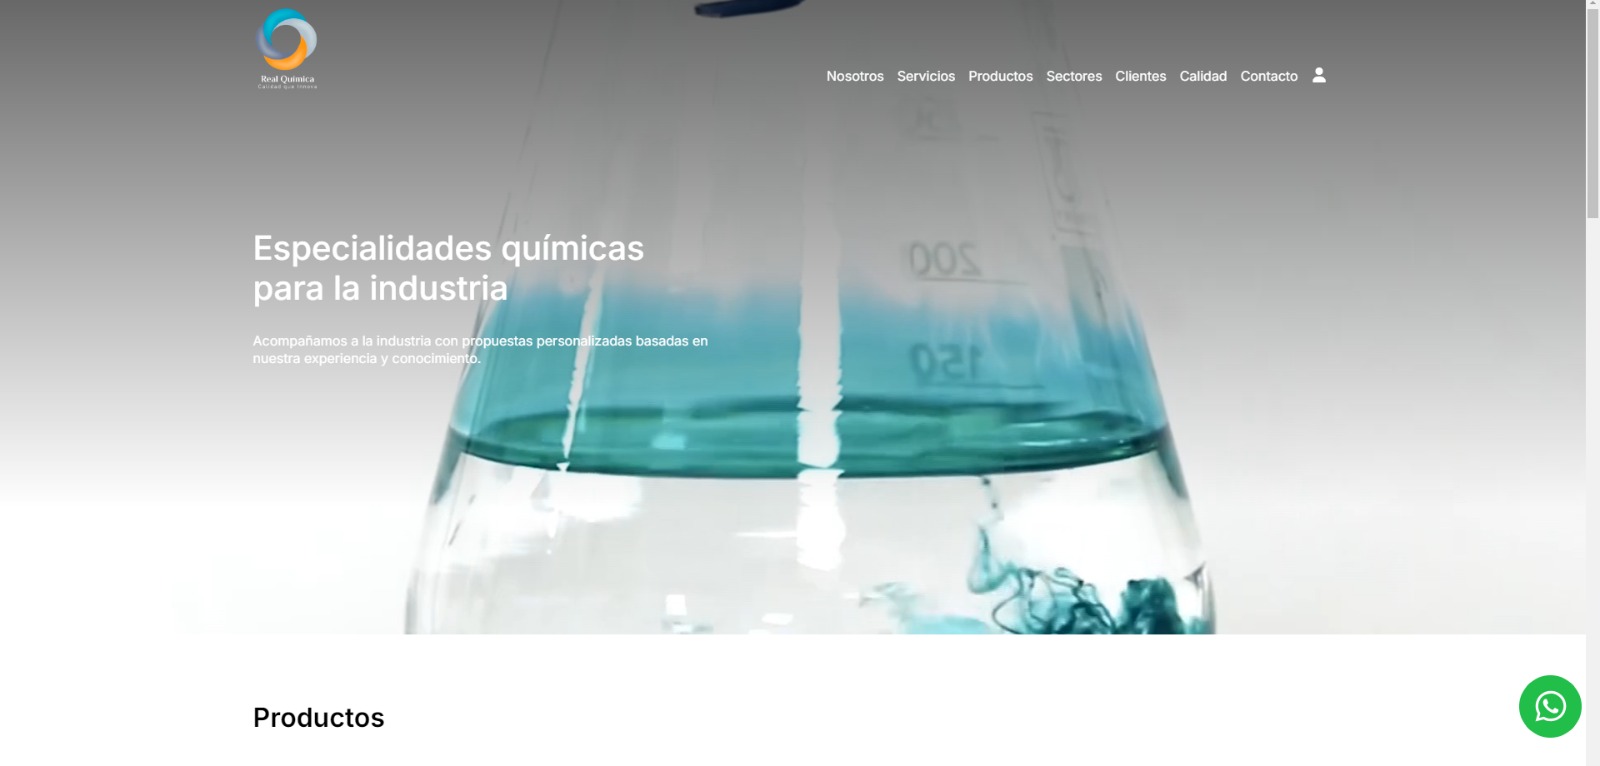 Real Química
Calidad que innova
Nosotros Servicios Productos Sectores Clientes Calidad Contacto
Especialidades químicas
para la industria
Acompañamos a la industria con propuestas personalizadas basadas en
nuestra experiencia y conocimiento.
200
150
Productos